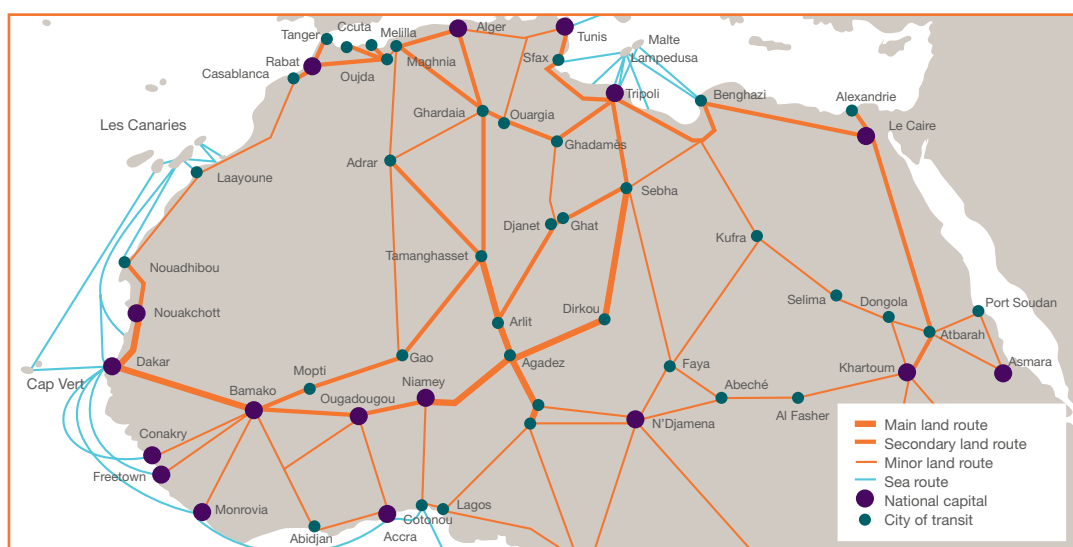 Ccuta
Tanger
Melilla
Alger
Tunis
Malte
Rabat
Oujda
Maghnia
Sfax
Lampedusa
Casablanca
Tripoli
Benghazi
Alexandrie
Ghardaia
Ouargia
Le Caire
Les Canaries
Ghadamès
Adrar
Laayoune
Sebha
Djanet
Ghat
Kufra
Tamanghasset
Nouadhibou
Selima
Dongola
Port Soudan
Nouakchott
Dirkou
Arlit
Atbarah
Dakar
Gao
Agadez
Faya
Khartoum
Asmara
Cap Vert
Mopti
Niamey
Bamako
Ougadougou
Abeché
Al Fasher
N'Djamena
Conakry
Freetown
Monrovia
Lagos
Cotonou
Abidjan
Accra
Main land route
Secondary land route
Minor land route
Sea route
National capital
City of transit